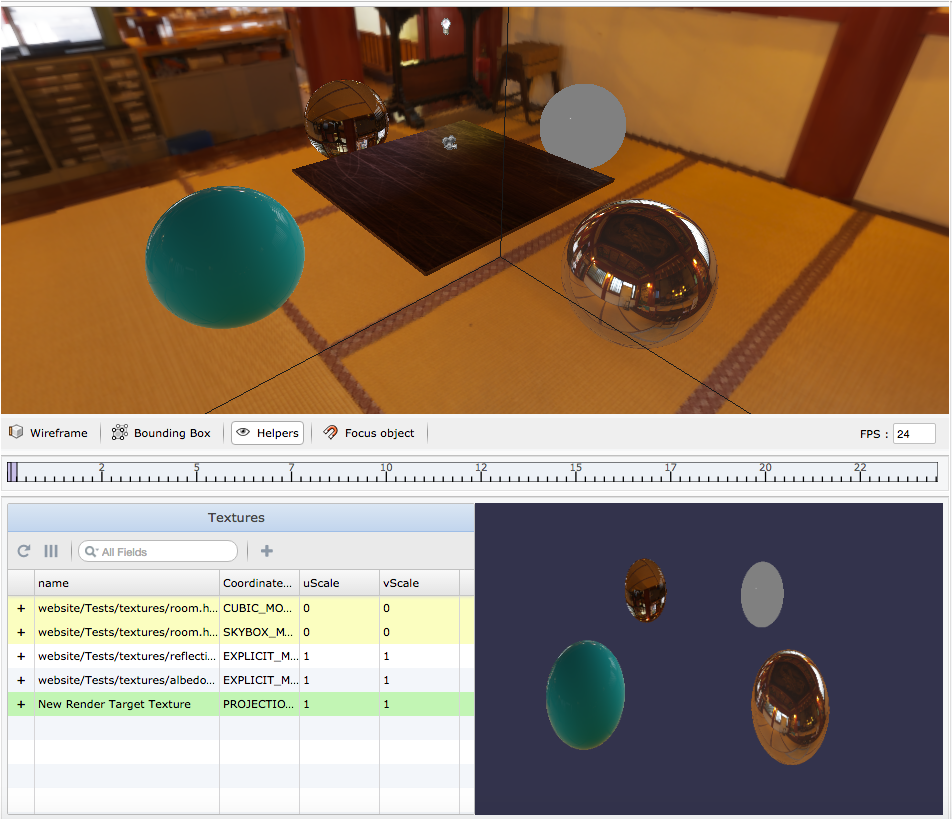 Wireframe Bounding Box Helpers Focus object FPS : 24
2 5 7 10 12 15 17 20 22
Textures
All Fields
name Coordinate... uScale vScale
+ website/Tests/textures/room.h... CUBIC_MO... 0 0
+ website/Tests/textures/room.h... SKYBOX_M... 0 0
+ website/Tests/textures/reflecti... EXPLICIT_M... 1 1
+ website/Tests/textures/albedo... EXPLICIT_M... 1 1
+ New Render Target Texture PROJECTIO... 1 1